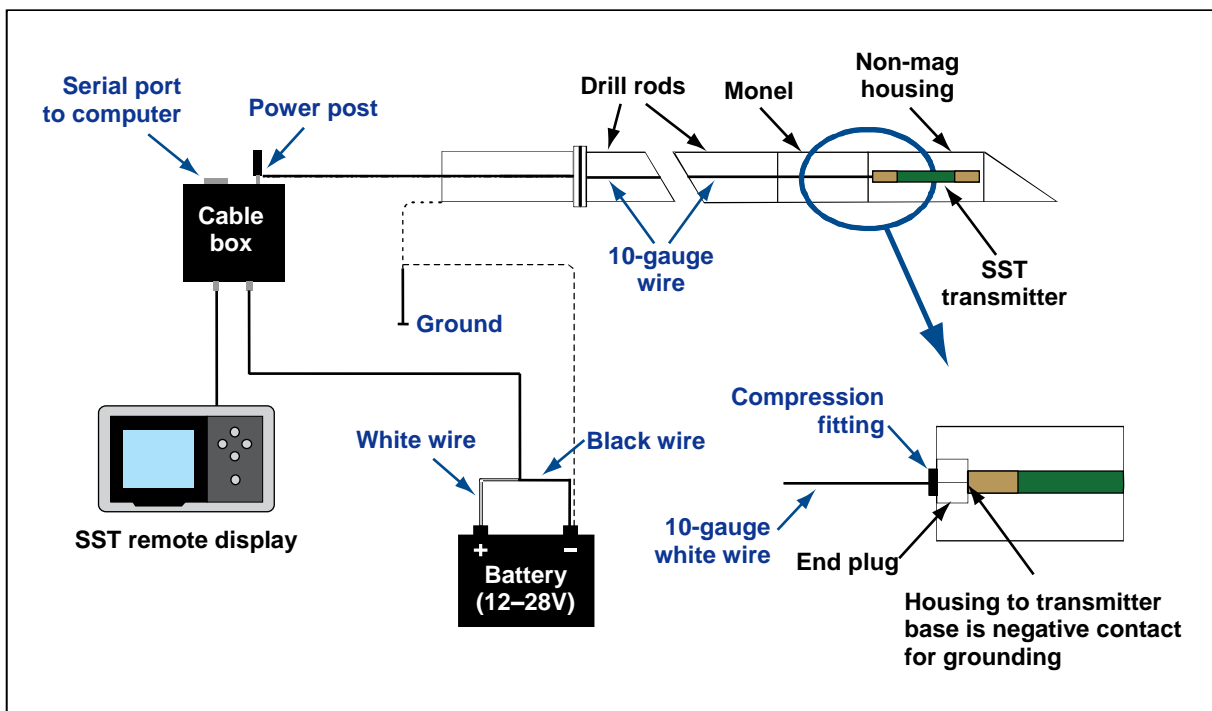 Serial port
to computer
Power post
Drill rods
Monel
Non-mag
housing
Cable
box
10-gauge
wire
SST
transmitter
Ground
White wire
Black wire
Compression
fitting
SST remote display
+
–
Battery
(12–28V)
10-gauge
white wire
End plug
Housing to transmitter
base is negative contact
for grounding